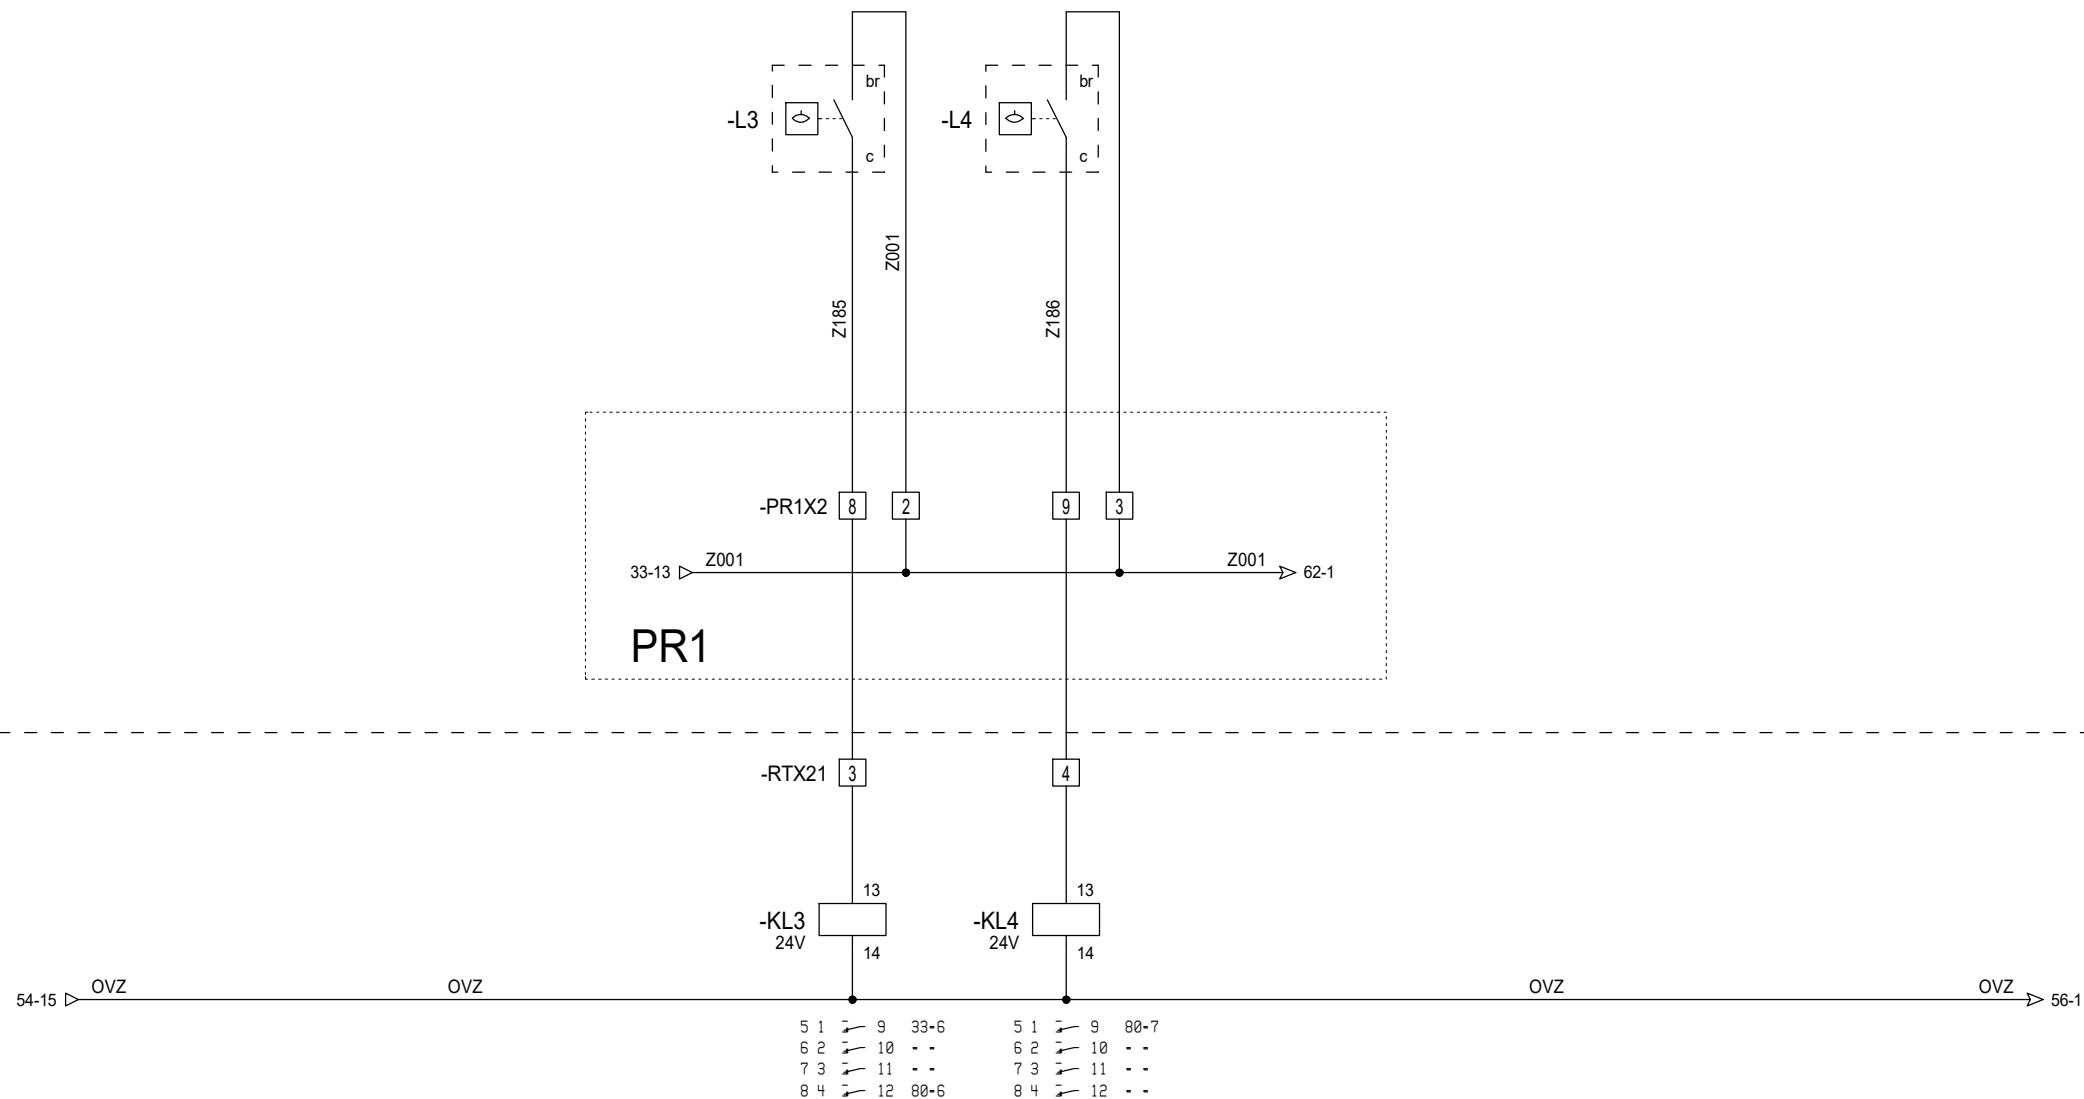 br
br
-L3
-L4
c
c
Z001
Z185
Z186
-PR1X2 8 2 9 3
33-13 Z001 Z001 62-1
PR1
-RTX21 3 4
13 13
-KL3 -KL4
24V 24V
14 14
54-15 OVZ OVZ OVZ OVZ 56-1
5 1 9 33-6 5 1 9 80-7
6 2 10 - - 6 2 10 - -
7 3 11 - - 7 3 11 - -
8 4 12 80-6 8 4 12 - -